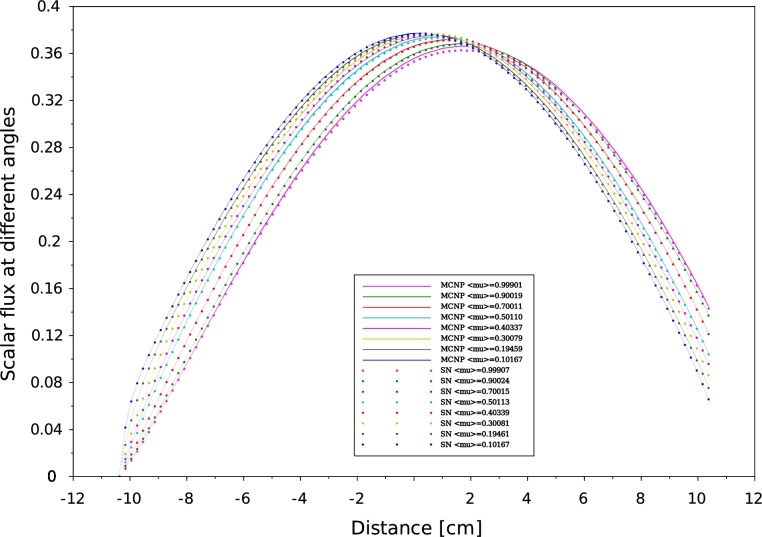 0.4
0.36
0.32
0.28
0.24
0.2
0.16
0.12
0.08
0.04
0
Scalar flux at different angles
MCNP <mu>=0.99901
MCNP <mu>=0.90019
MCNP <mu>=0.70011
MCNP <mu>=0.50110
MCNP <mu>=0.40337
MCNP <mu>=0.30079
MCNP <mu>=0.19459
MCNP <mu>=0.10167
SN <mu>=0.99907
SN <mu>=0.90024
SN <mu>=0.70015
SN <mu>=0.50113
SN <mu>=0.40339
SN <mu>=0.30081
SN <mu>=0.19461
SN <mu>=0.10167
-12 -10 -8 -6 -4 -2 0 2 4 6 8 10 12
Distance [cm]